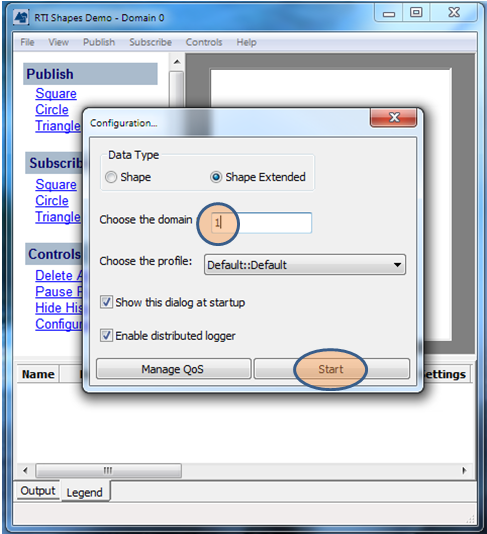 RTI Shapes Demo - Domain 0
File View Publish Subscribe Controls Help
Publish
Square
Circle
Triangle
Subscrib
Square
Circle
Triangle
Controls
Delete A
Pause
Hide His
Configu
Configuration...
Data Type
Shape
Shape Extended
Choose the domain
1
Choose the profile: Default::Default
Show this dialog at startup
Enable distributed logger
Manage QoS Start
Name
Settings
Output Legend